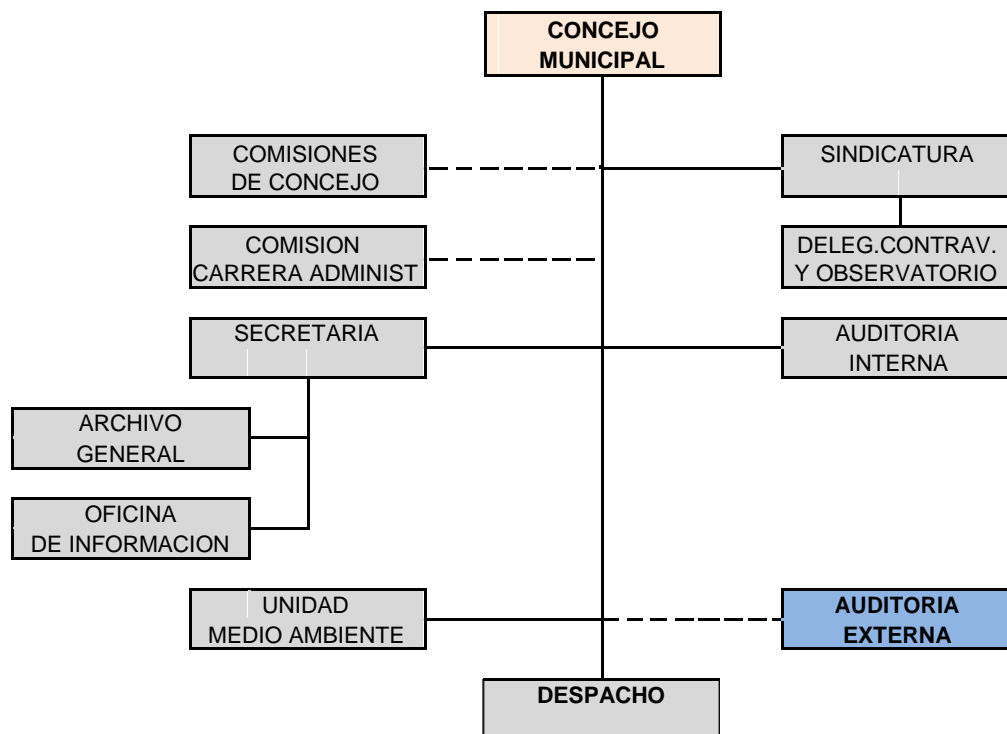 CONCEJO
MUNICIPAL
COMISIONES
DE CONCEJO
SINDICATURA
COMISION
CARRERA ADMINIST
DELEG.CONTRAV.
Y OBSERVATORIO
SECRETARIA
AUDITORIA
INTERNA
ARCHIVO
GENERAL
OFICINA
DE INFORMACION
UNIDAD
MEDIO AMBIENTE
AUDITORIA
EXTERNA
DESPACHO